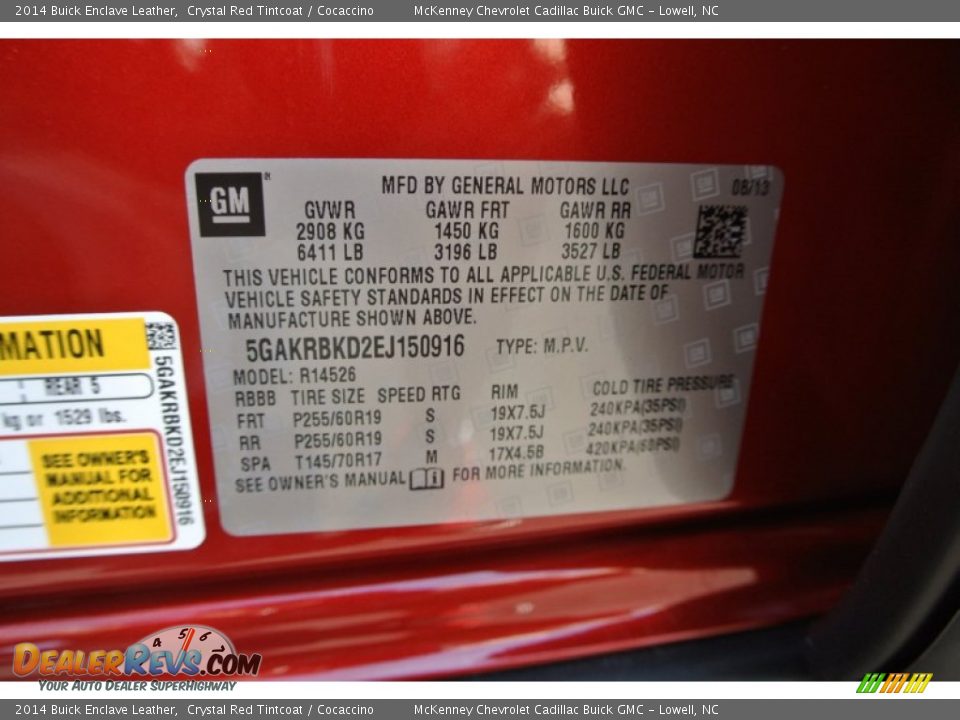 2014 Buick Enclave Leather, Crystal Red Tintcoat / Cocaccino McKenney Chevrolet Cadillac Buick GMC – Lowell, NC
GM
MFD BY GENERAL MOTORS LLC 08/13
GVWR GAWR FRT GAWR RR
2908 KG 1450 KG 1600 KG
6411 LB 3196 LB 3527 LB
THIS VEHICLE CONFORMS TO ALL APPLICABLE U.S. FEDERAL MOTOR
VEHICLE SAFETY STANDARDS IN EFFECT ON THE DATE OF
MANUFACTURE SHOWN ABOVE.
5GAKRBKD2EJ150916 TYPE: M.P.V.
MODEL: R14526
RBBB TIRE SIZE SPEED RTG RIM COLD TIRE PRESSURE
FRT P255/60R19 S 19X7.5J 240KPA(35PSI)
RR P255/60R19 S 19X7.5J 240KPA(35PSI)
SPA T145/70R17 M 17X4.5B 420KPA(60PSI)
SEE OWNER'S MANUAL FOR MORE INFORMATION.
MATION
REAR 5
kg or 1529 lbs.
SEE OWNER'S
MANUAL FOR
ADDITIONAL
INFORMATION
5GAKRBKD2EJ150916
4 5 6
DEALERREVS.COM
YOUR AUTO DEALER SUPERHIGHWAY
2014 Buick Enclave Leather, Crystal Red Tintcoat / Cocaccino McKenney Chevrolet Cadillac Buick GMC – Lowell, NC